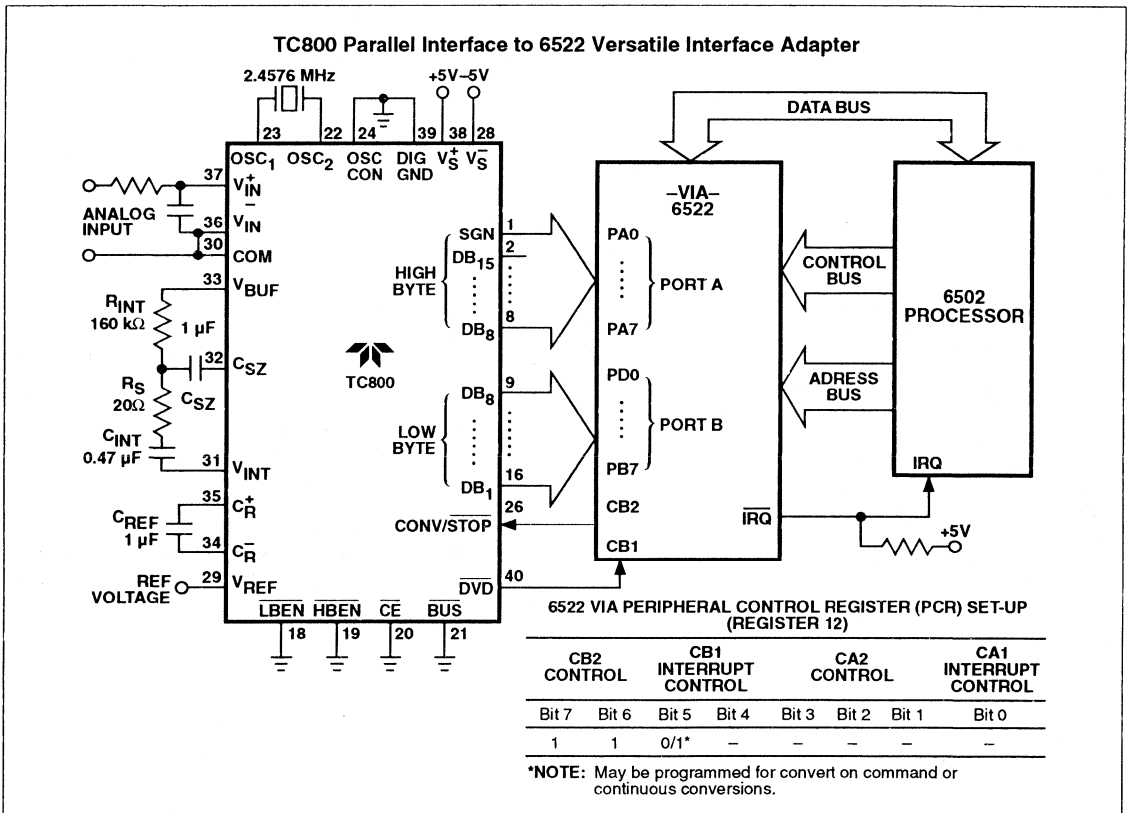 TC800 Parallel Interface to 6522 Versatile Interface Adapter
2.4576 MHz
+5V –5V
23 22 24 39 38 28
OSC1 OSC2 OSC CON DIG GND VS+ VS–
37 VIN+
ANALOG INPUT
36 VIN–
30 COM
33 VBUF
RINT
160 kΩ
1 µF
32 CSZ
CSZ
RS
20Ω
CINT
0.47 µF
31 VINT
35 CR+
CREF
1 µF
34 CR–
REF VOLTAGE
29 VREF
LBEN HBEN CE BUS
18 19 20 21
TC800
HIGH BYTE
SGN 1
DB15 2
DB8 8
LOW BYTE
DB8 9
DB1 16
CONV/STOP 26
DVD 40
–VIA–
6522
PA0
PORT A
PA7
PD0
PORT B
PB7
CB2
IRQ
CB1
DATA BUS
CONTROL BUS
ADRESS BUS
6502
PROCESSOR
IRQ
+5V
6522 VIA PERIPHERAL CONTROL REGISTER (PCR) SET-UP
(REGISTER 12)
CB2 CONTROL CB1 INTERRUPT CONTROL CA2 CONTROL CA1 INTERRUPT CONTROL
Bit 7 Bit 6 Bit 5 Bit 4 Bit 3 Bit 2 Bit 1 Bit 0
1 1 0/1* – – – – –
*NOTE: May be programmed for convert on command or
continuous conversions.